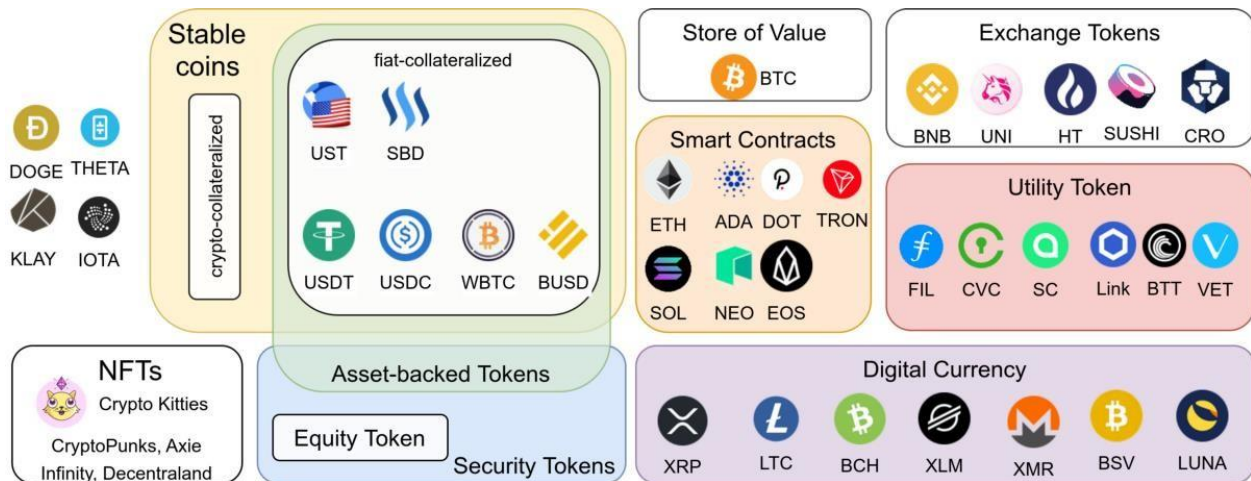 Stable
coins
crypto-collateralized
fiat-collateralized
UST SBD
USDT USDC WBTC BUSD
DOGE THETA
KLAY IOTA
Store of Value
BTC
Exchange Tokens
BNB UNI HT SUSHI CRO
Smart Contracts
ETH ADA DOT TRON
SOL NEO EOS
Utility Token
FIL CVC SC Link BTT VET
NFTs
Crypto Kitties
CryptoPunks, Axie
Infinity, Decentraland
Asset-backed Tokens
Equity Token
Security Tokens
Digital Currency
XRP LTC BCH XLM XMR BSV LUNA